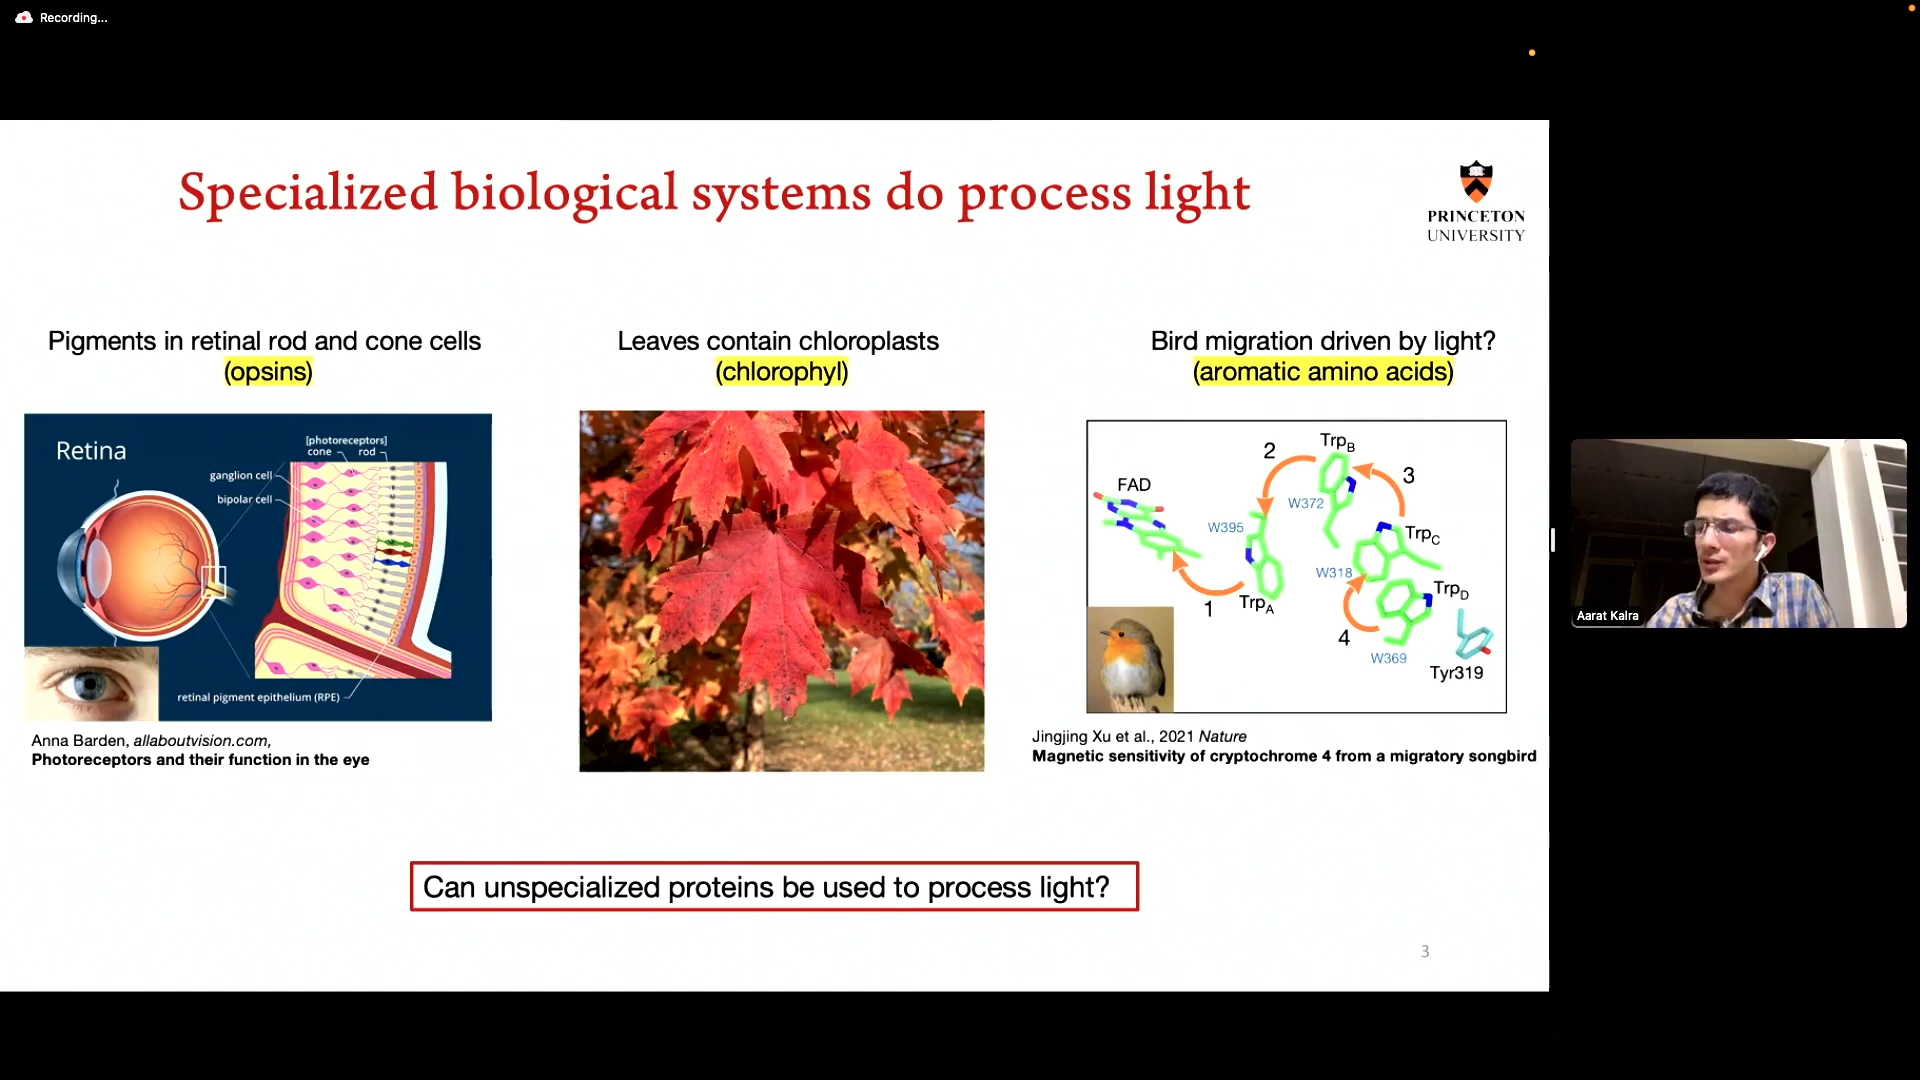 Recording...
Specialized biological systems do process light
PRINCETON
UNIVERSITY
Pigments in retinal rod and cone cells
(opsins)
Leaves contain chloroplasts
(chlorophyl)
Bird migration driven by light?
(aromatic amino acids)
Retina
[photoreceptors]
cone
rod
ganglion cell
bipolar cell
retinal pigment epithelium (RPE)
Anna Barden, allaboutvision.com,
Photoreceptors and their function in the eye
FAD
1
2
3
4
TrpA
TrpB
TrpC
TrpD
W395
W372
W318
W369
Tyr319
Jingjing Xu et al., 2021 Nature
Magnetic sensitivity of cryptochrome 4 from a migratory songbird
Can unspecialized proteins be used to process light?
3
Aarat Kalra